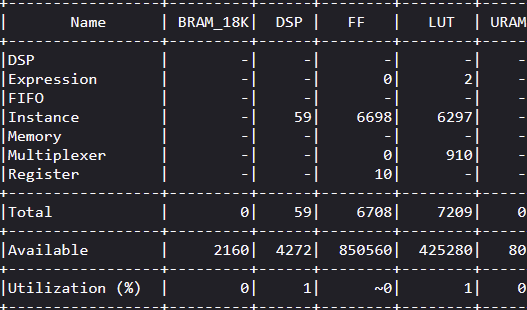 +-----------------+---------+------+--------+--------+-----
|       Name      | BRAM_18K|  DSP |   FF   |   LUT  | URAM
+-----------------+---------+------+--------+--------+-----
|DSP              |        -|     -|       -|       -|    -
|Expression       |        -|     -|       0|       2|    -
|FIFO             |        -|     -|       -|       -|    -
|Instance         |        -|    59|    6698|    6297|    -
|Memory           |        -|     -|       -|       -|    -
|Multiplexer      |        -|     -|       0|     910|    -
|Register         |        -|     -|      10|       -|    -
+-----------------+---------+------+--------+--------+-----
|Total            |        0|    59|    6708|    7209|    0
+-----------------+---------+------+--------+--------+-----
|Available        |     2160|  4272|  850560|  425280|   80
+-----------------+---------+------+--------+--------+-----
|Utilization (%)  |        0|     1|      ~0|       1|    0
+-----------------+---------+------+--------+--------+-----